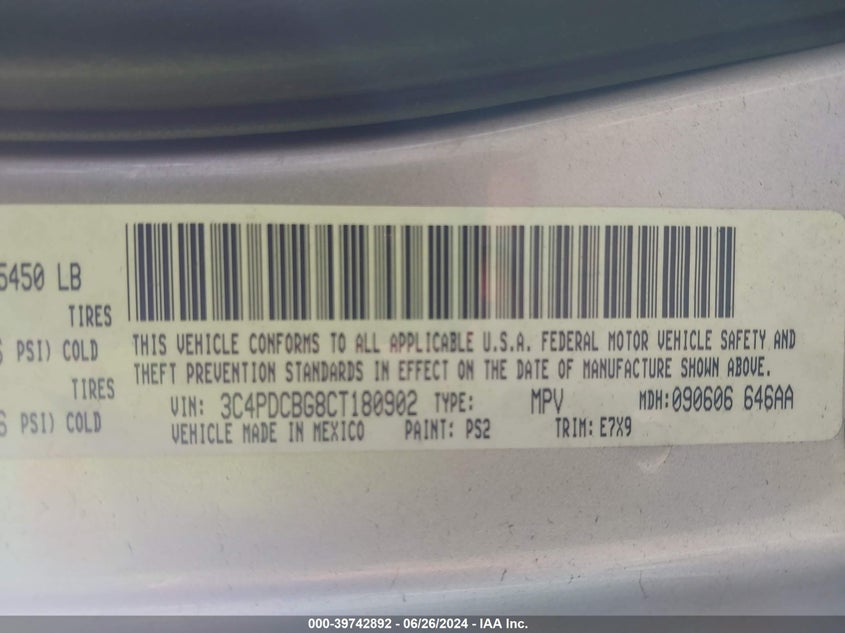 5450 LB
TIRES
PSI) COLD
TIRES
PSI) COLD
THIS VEHICLE CONFORMS TO ALL APPLICABLE U.S.A. FEDERAL MOTOR VEHICLE SAFETY AND
THEFT PREVENTION STANDARDS IN EFFECT ON THE DATE OF MANUFACTURE SHOWN ABOVE.
VIN: 3C4PDCBG8CT180902 TYPE: MPV MDH:090606 646AA
VEHICLE MADE IN MEXICO PAINT: PS2 TRIM: E7X9
000-39742892 - 06/26/2024 - IAA Inc.